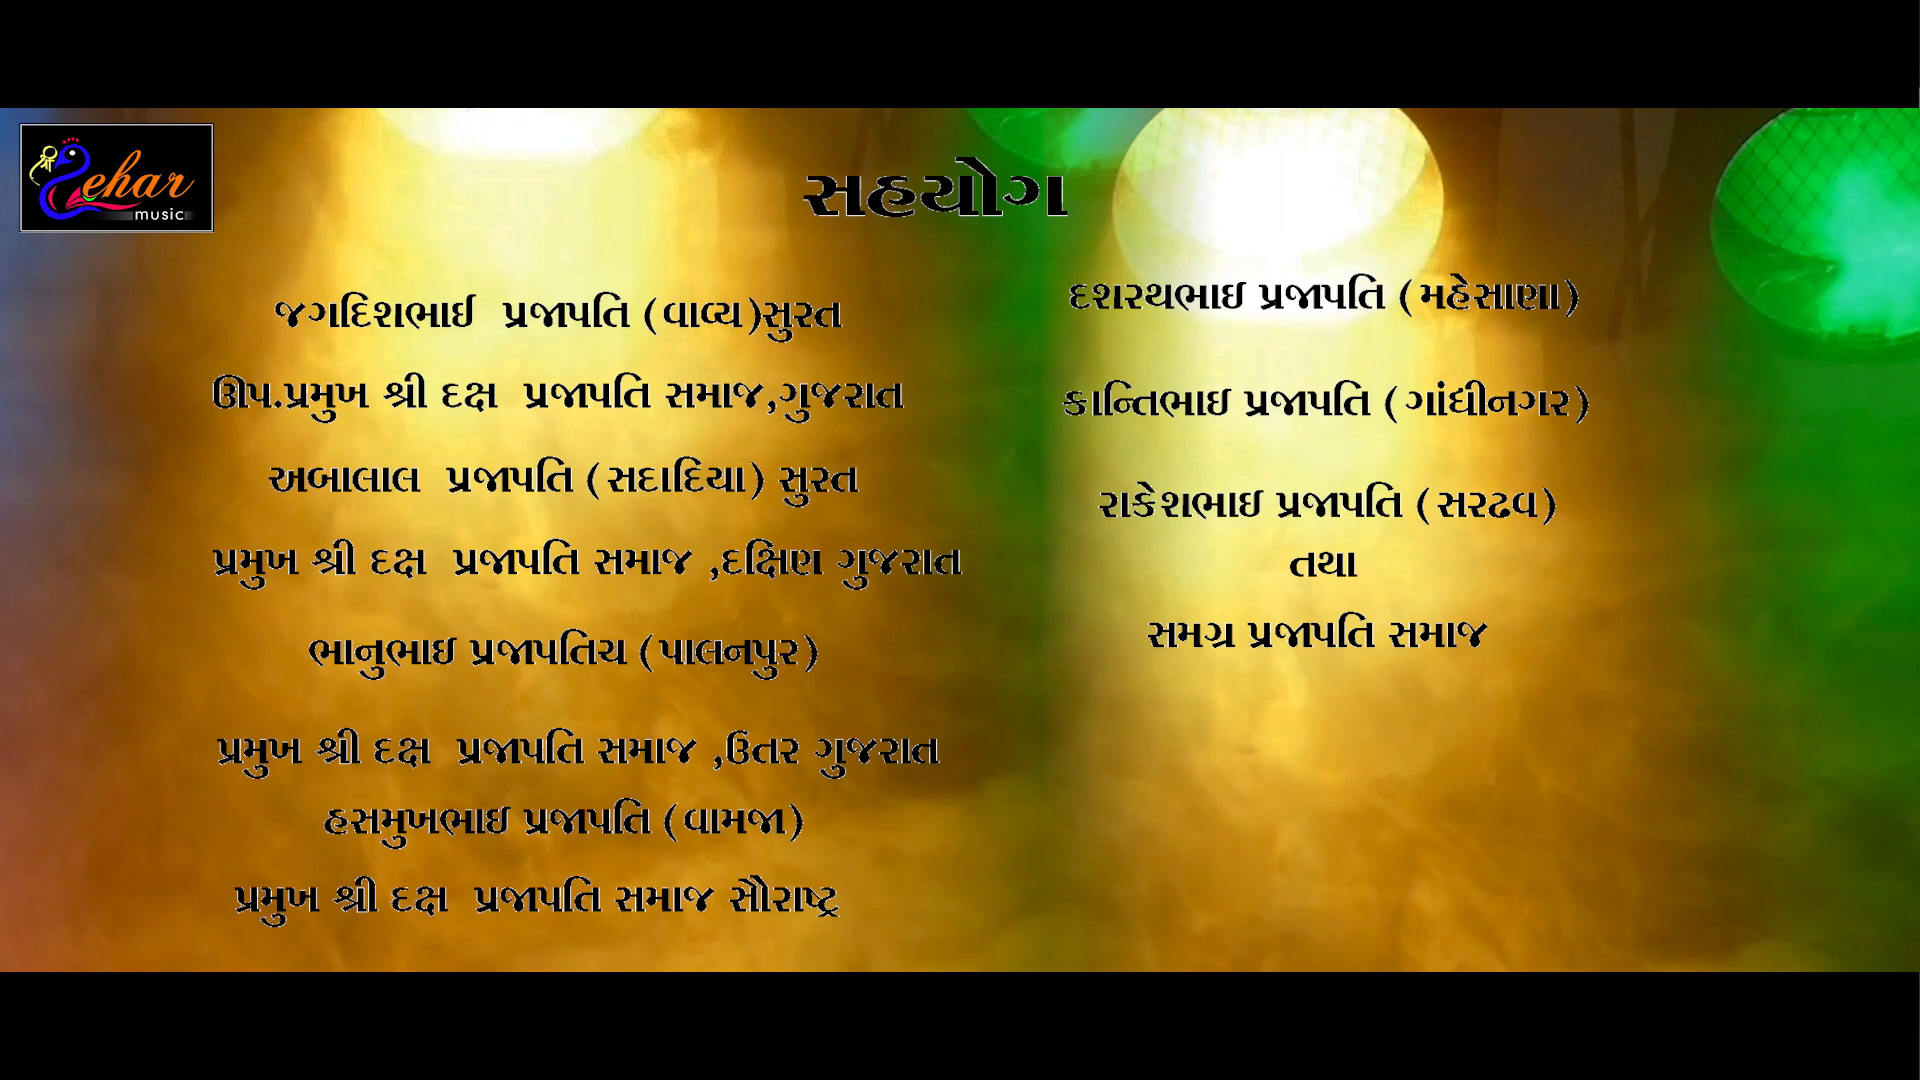 Lehar
music
સહયોગ
જગદિશભાઈ પ્રજાપતિ (વાવ્ય)સુરત
ઊપ.પ્રમુખ શ્રી દક્ષ પ્રજાપતિ સમાજ,ગુજરાત
અબાલાલ પ્રજાપતિ (સદાદિયા) સુરત
પ્રમુખ શ્રી દક્ષ પ્રજાપતિ સમાજ ,દક્ષિણ ગુજરાત
ભાનુભાઇ પ્રજાપતિચ (પાલનપુર)
પ્રમુખ શ્રી દક્ષ પ્રજાપતિ સમાજ ,ઉતર ગુજરાત
હસમુખભાઇ પ્રજાપતિ (વામજા)
પ્રમુખ શ્રી દક્ષ પ્રજાપતિ સમાજ સૌરાષ્ટ્ર
દશરથભાઇ પ્રજાપતિ (મહેસાણા)
કાન્તિભાઇ પ્રજાપતિ (ગાંધીનગર)
રાકેશભાઇ પ્રજાપતિ (સરઢવ)
તથા
સમગ્ર પ્રજાપતિ સમાજ